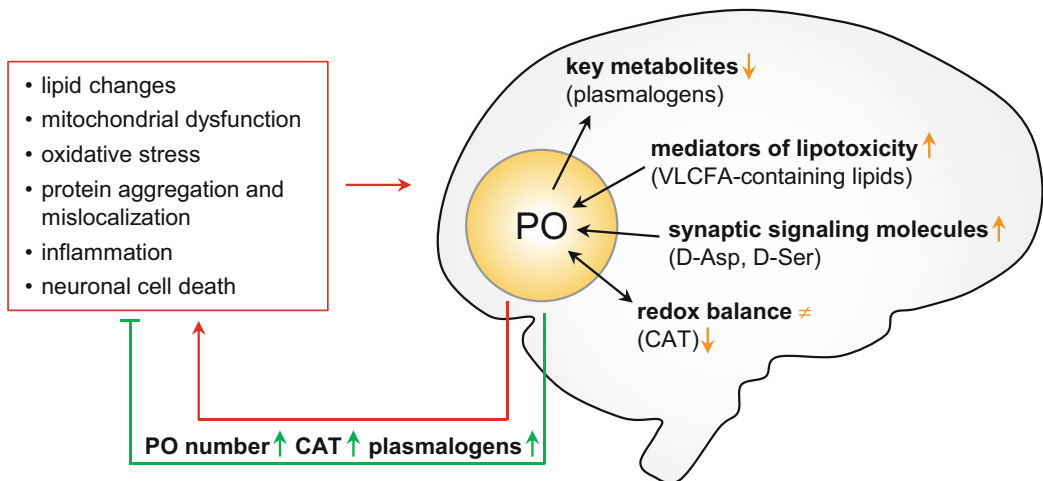 • lipid changes
• mitochondrial dysfunction
• oxidative stress
• protein aggregation and
mislocalization
• inflammation
• neuronal cell death
key metabolites ↓
(plasmalogens)
mediators of lipotoxicity ↑
(VLCFA-containing lipids)
PO
synaptic signaling molecules ↑
(D-Asp, D-Ser)
redox balance ≠
(CAT) ↓
PO number ↑ CAT ↑ plasmalogens ↑